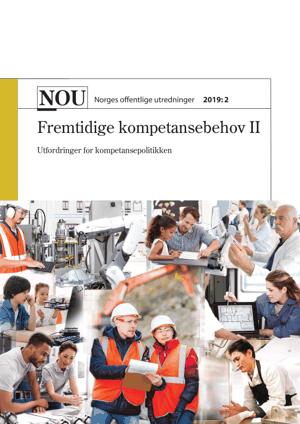 NOU
Norges offentlige utredninger 2019: 2
Fremtidige kompetansebehov II
Utfordringer for kompetansepolitikken